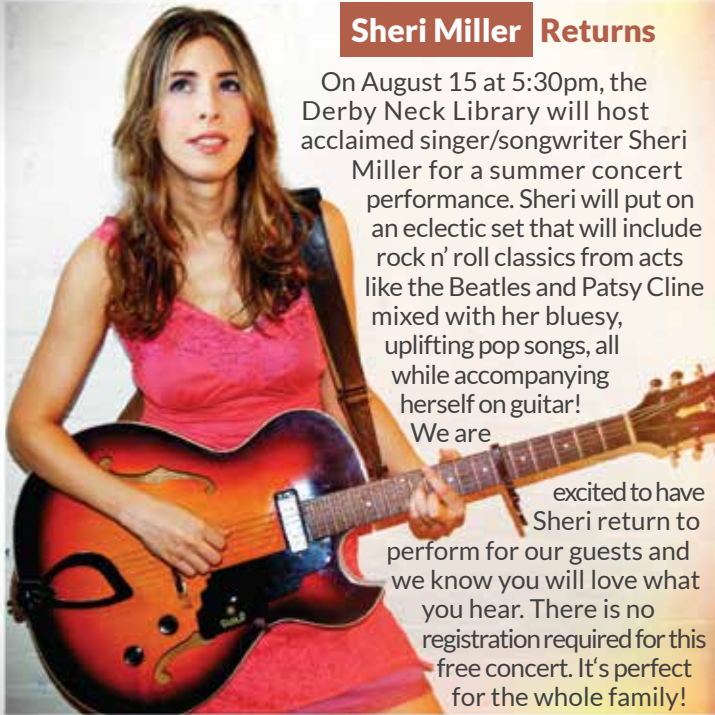 Sheri Miller Returns
On August 15 at 5:30pm, the
Derby Neck Library will host
acclaimed singer/songwriter Sheri
Miller for a summer concert
performance. Sheri will put on
an eclectic set that will include
rock n’ roll classics from acts
like the Beatles and Patsy Cline
mixed with her bluesy,
uplifting pop songs, all
while accompanying
herself on guitar!
We are
excited to have
Sheri return to
perform for our guests and
we know you will love what
you hear. There is no
registration required for this
free concert. It‘s perfect
for the whole family!
GUILD